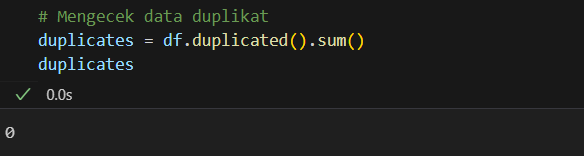 # Mengecek data duplikat
duplicates = df.duplicated().sum()
duplicates
0.0s
0